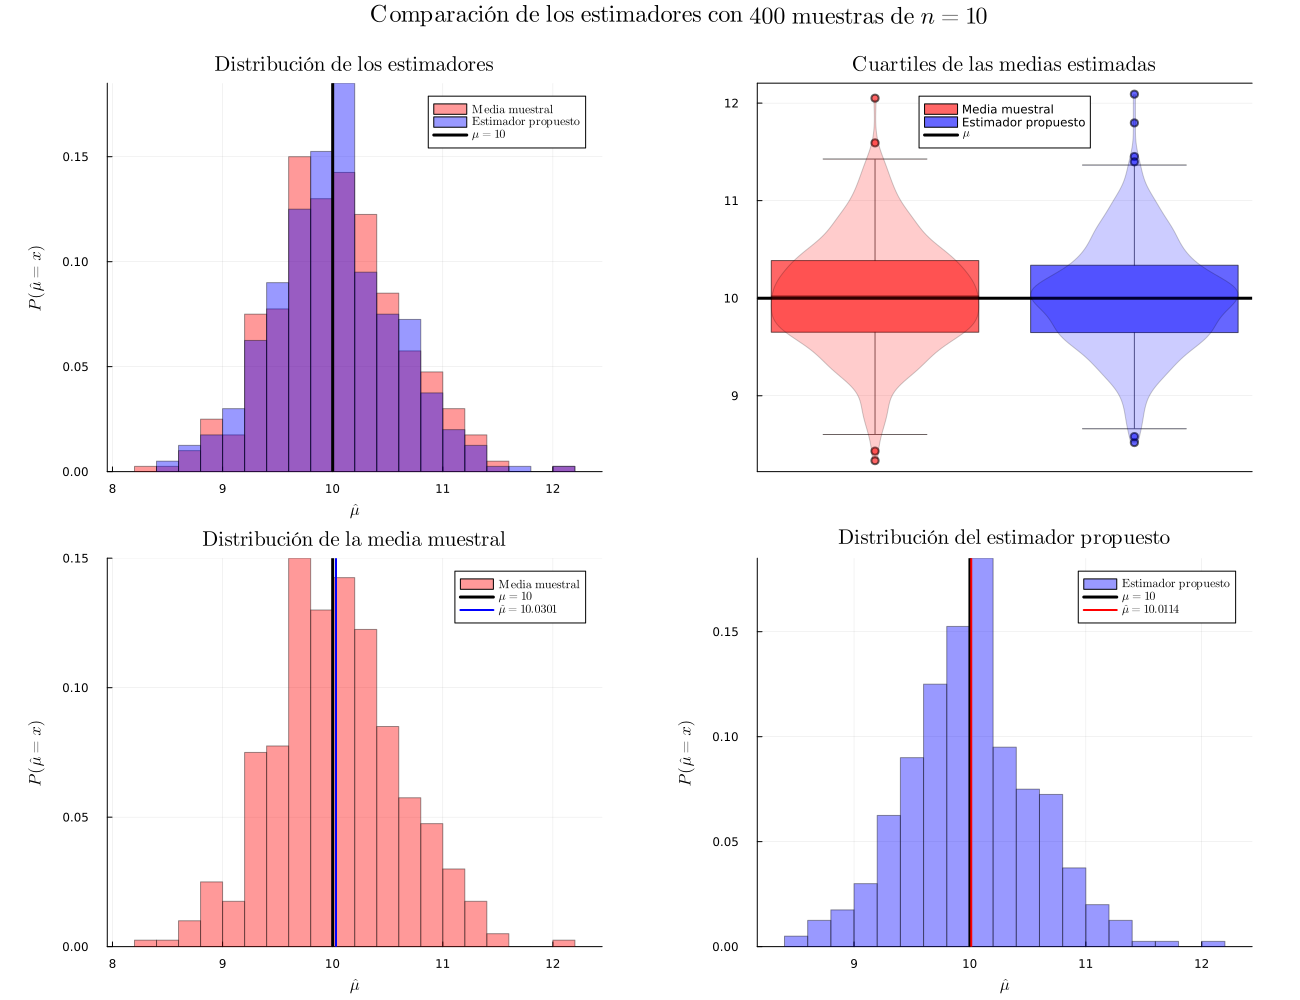 Comparación de los estimadores con 400 muestras de n = 10
Distribución de los estimadores
Media muestral
Estimador propuesto
μ = 10
0.15
0.10
0.05
0.00
P(μ̂ = x)
8 9 10 11 12
μ̂
Cuartiles de las medias estimadas
Media muestral
Estimador propuesto
μ
12
11
10
9
Distribución de la media muestral
Media muestral
μ = 10
μ̂ = 10.0301
0.15
0.10
0.05
0.00
P(μ̂ = x)
8 9 10 11 12
μ̂
Distribución del estimador propuesto
Estimador propuesto
μ = 10
μ̂ = 10.0114
0.15
0.10
0.05
0.00
P(μ̂ = x)
9 10 11 12
μ̂